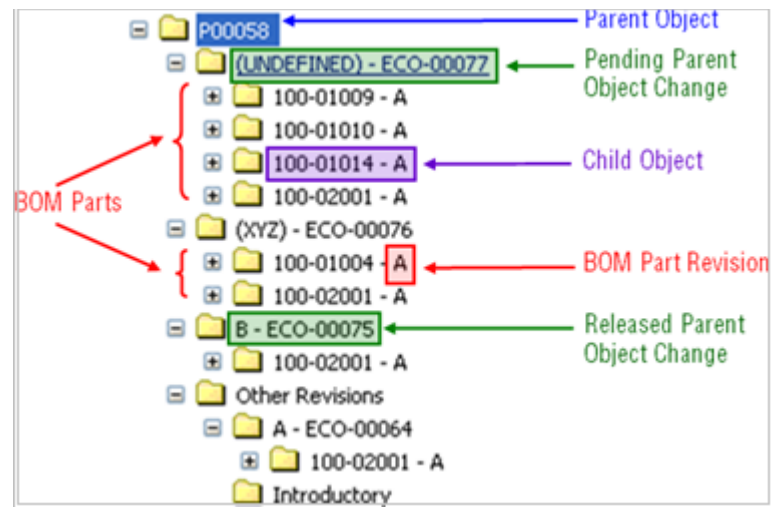 P00058
Parent Object
(UNDEFINED) - ECO-00077
Pending Parent
Object Change
100-01009 - A
100-01010 - A
100-01014 - A
Child Object
100-02001 - A
BOM Parts
(XYZ) - ECO-00076
100-01004 - A
BOM Part Revision
100-02001 - A
B - ECO-00075
Released Parent
Object Change
100-02001 - A
Other Revisions
A - ECO-00064
100-02001 - A
Introductory